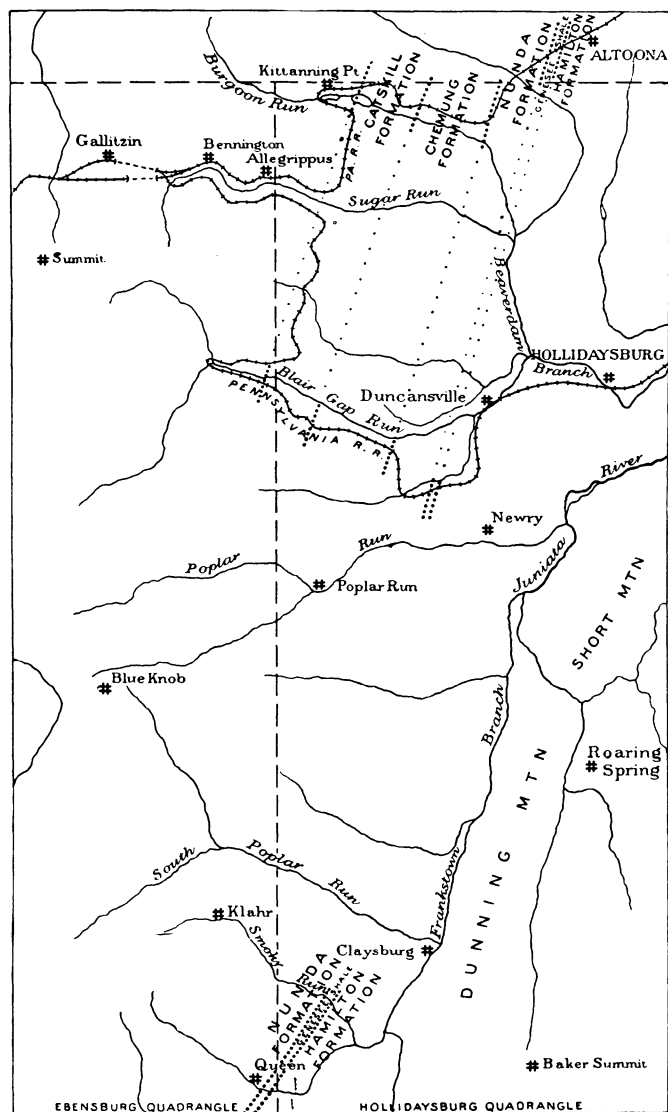 Kittanning Pt
ALTOONA
Burgoon Run
PA. R.R.
CATSKILL
FORMATION
CHEMUNG
FORMATION
NUNDA
FORMATION
HAMILTON
FORMATION
Gallitzin
Bennington
Allegrippus
Sugar Run
Summit
Beaverdam
Branch
HOLLIDAYSBURG
Duncansville
Blair Gap Run
PENNSYLVANIA R.R.
River
Newry
Poplar Run
Juniata
Poplar Run
SHORT MTN
Blue Knob
Branch
Roaring
Spring
DUNNING MTN
South Poplar Run
Frankstown
Klahr
Smoky Run
Claysburg
NUNDA
FORMATION
HAMILTON
FORMATION
Queen
Baker Summit
EBENSBURG QUADRANGLE
HOLLIDAYSBURG QUADRANGLE